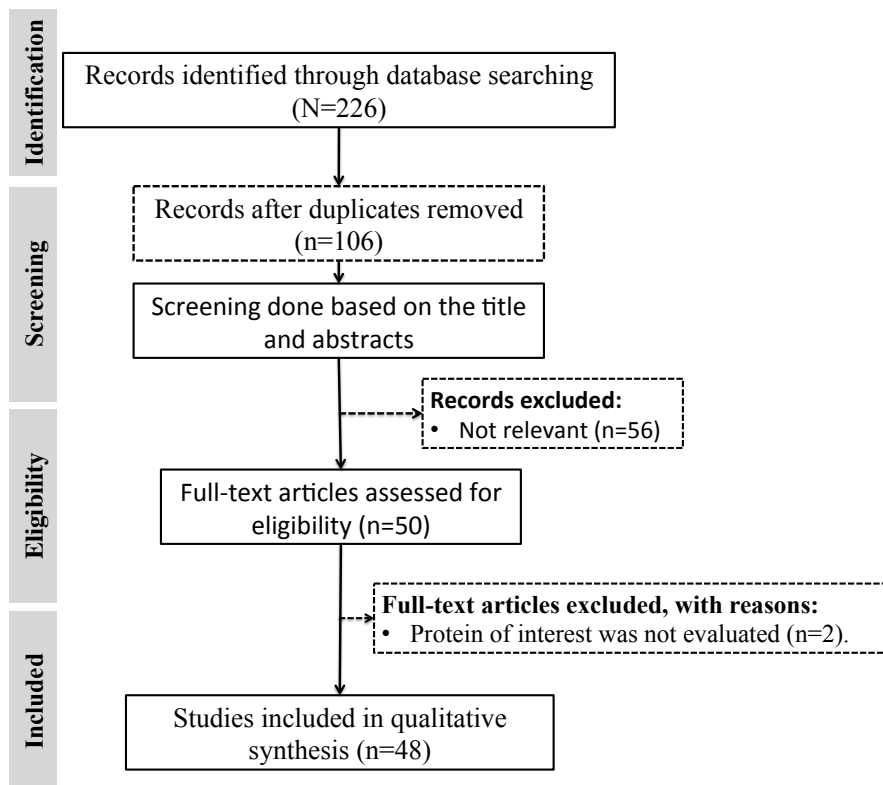 Identification
Records identified through database searching
(N=226)
Screening
Records after duplicates removed
(n=106)
Screening done based on the title
and abstracts
Records excluded:
• Not relevant (n=56)
Eligibility
Full-text articles assessed for
eligibility (n=50)
Full-text articles excluded, with reasons:
• Protein of interest was not evaluated (n=2).
Included
Studies included in qualitative
synthesis (n=48)